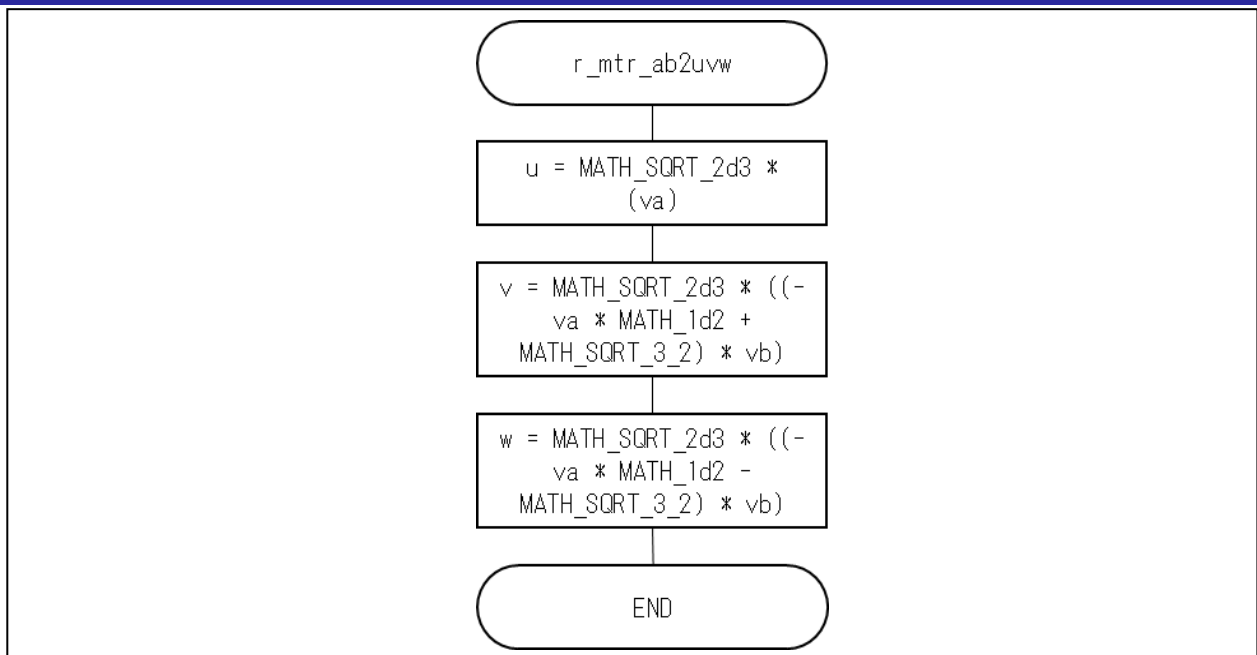 r_mtr_ab2uvw
u = MATH_SQRT_2d3 *
(va)
v = MATH_SQRT_2d3 * ((-
va * MATH_1d2 +
MATH_SQRT_3_2) * vb)
w = MATH_SQRT_2d3 * ((-
va * MATH_1d2 -
MATH_SQRT_3_2) * vb)
END